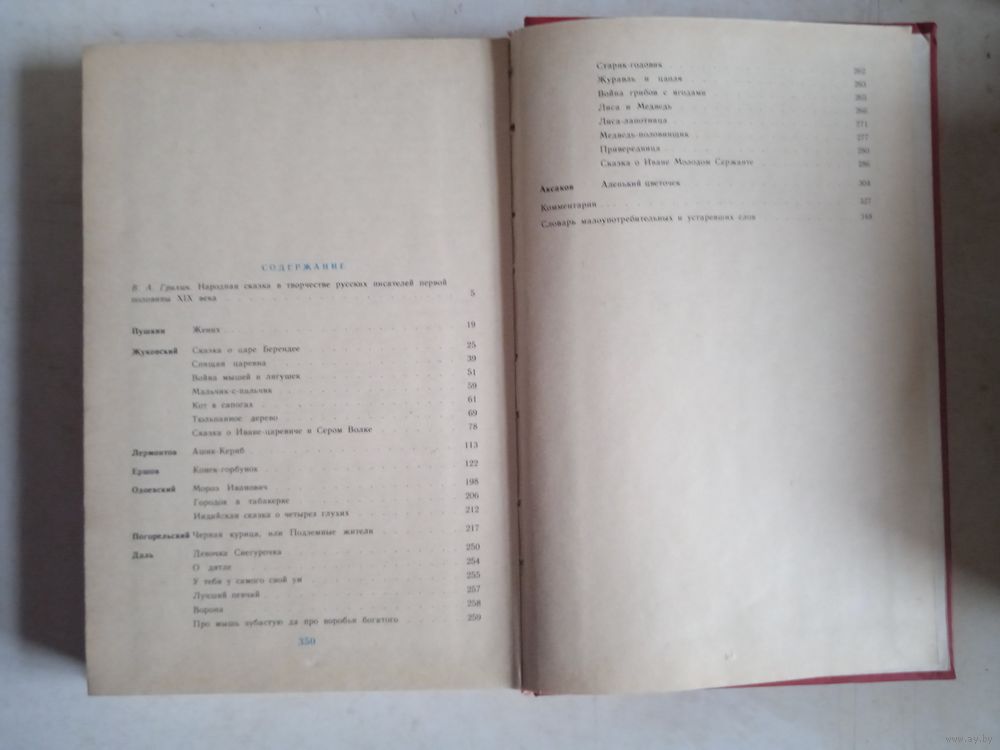 СОДЕРЖАНИЕ
В. А. Грихин. Народная сказка в творчестве русских писателей первой
половины XIX века 5
Пушкин Жених 19
Жуковский Сказка о царе Берендее 25
Спящая царевна 39
Война мышей и лягушек 51
Мальчик-с-пальчик 59
Кот в сапогах 61
Тюльпанное дерево 69
Сказка о Иване-царевиче и Сером Волке 78
Лермонтов Ашик-Кериб 113
Ершов Конек-горбунок 122
Одоевский Мороз Иванович 198
Городок в табакерке 206
Индийская сказка о четырех глухих 212
Погорельский Черная курица, или Подземные жители 217
Даль Девочка Снегурочка 250
О дятле 254
У тебя у самого свой ум 255
Лучший певчий 257
Ворона 258
Про мышь зубастую да про воробья богатого 259
350
Старик-годовик 262
Журавль и цапля 263
Война грибов с ягодами 265
Лиса и Медведь 266
Лиса-лапотница 271
Медведь-половинщик 277
Привередница 280
Сказка о Иване Молодом Сержанте 286
Аксаков Аленький цветочек 304
Комментарии 327
Словарь малоупотребительных и устаревших слов 348
www.ay.by